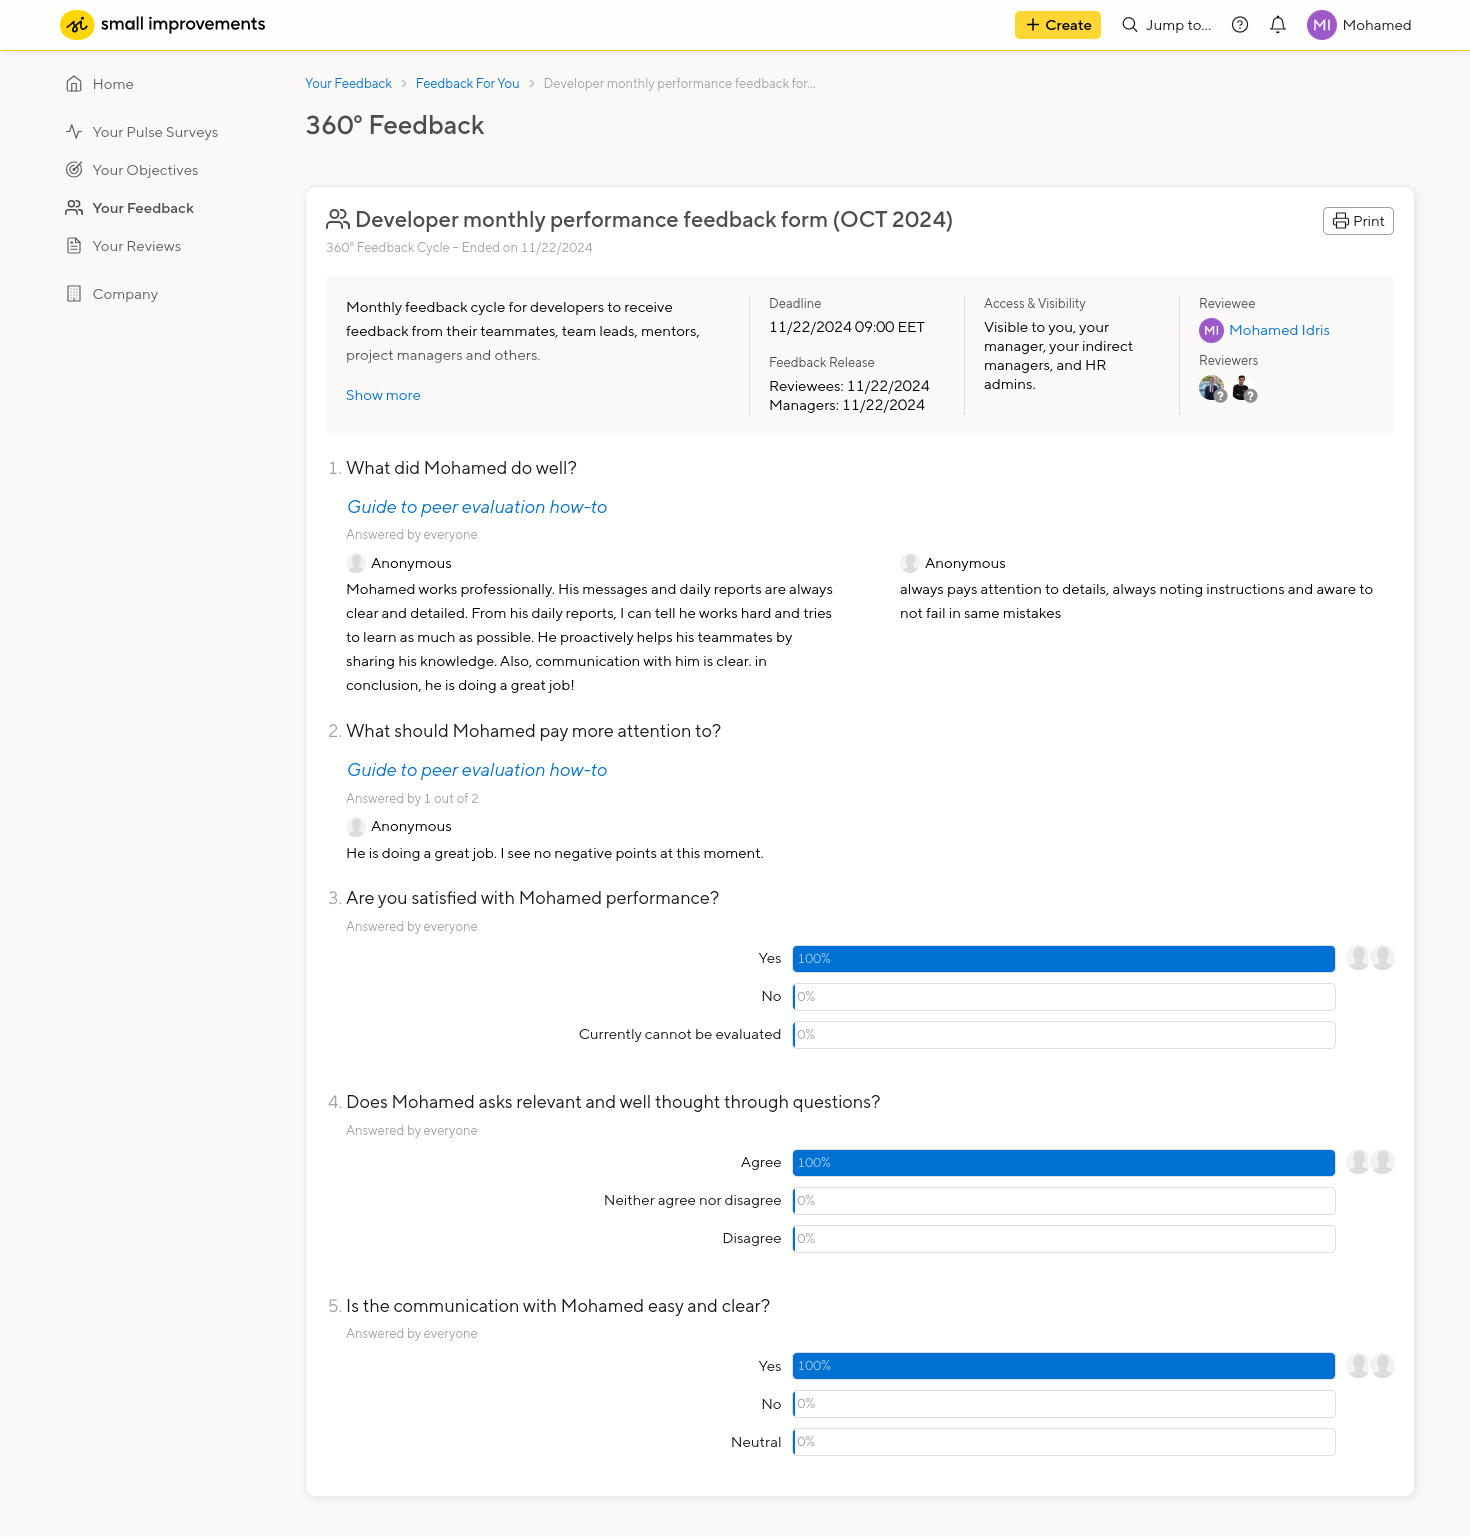 small improvements
Create
Jump to...
MI Mohamed
Home
Your Pulse Surveys
Your Objectives
Your Feedback
Your Reviews
Company
Your Feedback > Feedback For You > Developer monthly performance feedback for...
360° Feedback
Developer monthly performance feedback form (OCT 2024)
Print
360° Feedback Cycle – Ended on 11/22/2024
Monthly feedback cycle for developers to receive
feedback from their teammates, team leads, mentors,
project managers and others.
Show more
Deadline
11/22/2024 09:00 EET
Feedback Release
Reviewees: 11/22/2024
Managers: 11/22/2024
Access & Visibility
Visible to you, your
manager, your indirect
managers, and HR
admins.
Reviewee
MI Mohamed Idris
Reviewers
? ?
1. What did Mohamed do well?
Guide to peer evaluation how-to
Answered by everyone
Anonymous
Mohamed works professionally. His messages and daily reports are always
clear and detailed. From his daily reports, I can tell he works hard and tries
to learn as much as possible. He proactively helps his teammates by
sharing his knowledge. Also, communication with him is clear. in
conclusion, he is doing a great job!
Anonymous
always pays attention to details, always noting instructions and aware to
not fail in same mistakes
2. What should Mohamed pay more attention to?
Guide to peer evaluation how-to
Answered by 1 out of 2
Anonymous
He is doing a great job. I see no negative points at this moment.
3. Are you satisfied with Mohamed performance?
Answered by everyone
Yes 100%
No 0%
Currently cannot be evaluated 0%
4. Does Mohamed asks relevant and well thought through questions?
Answered by everyone
Agree 100%
Neither agree nor disagree 0%
Disagree 0%
5. Is the communication with Mohamed easy and clear?
Answered by everyone
Yes 100%
No 0%
Neutral 0%